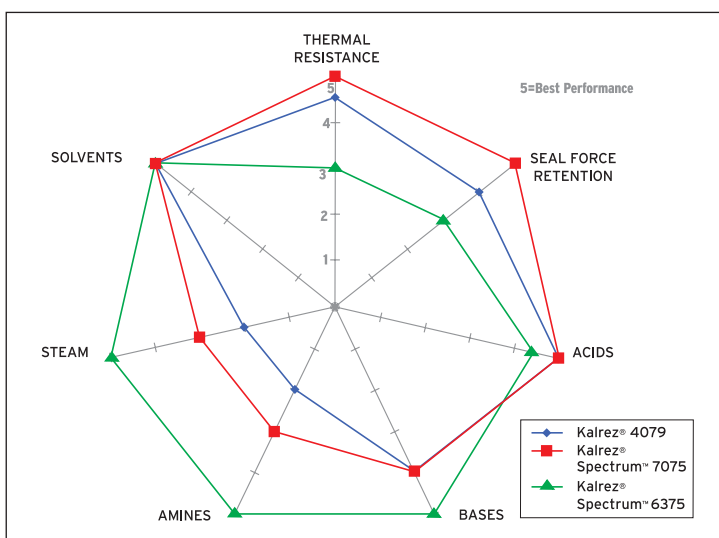 THERMAL
RESISTANCE
5=Best Performance
5
4
3
2
1
SOLVENTS
SEAL FORCE
RETENTION
STEAM
ACIDS
AMINES
BASES
Kalrez® 4079
Kalrez®
Spectrum™ 7075
Kalrez®
Spectrum™ 6375